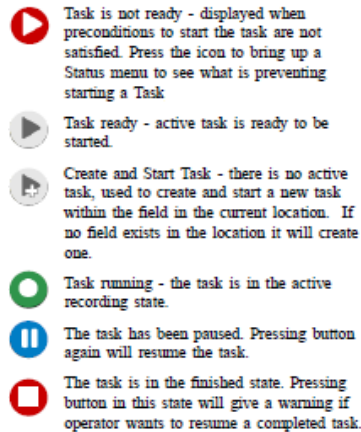 Task is not ready - displayed when
preconditions to start the task are not
satisfied. Press the icon to bring up a
Status menu to see what is preventing
starting a Task
Task ready - active task is ready to be
started.
Create and Start Task - there is no active
task, used to create and start a new task
within the field in the current location. If
no field exists in the location it will create
one.
Task running - the task is in the active
recording state.
The task has been paused. Pressing button
again will resume the task.
The task is in the finished state. Pressing
button in this state will give a warning if
operator wants to resume a completed task.